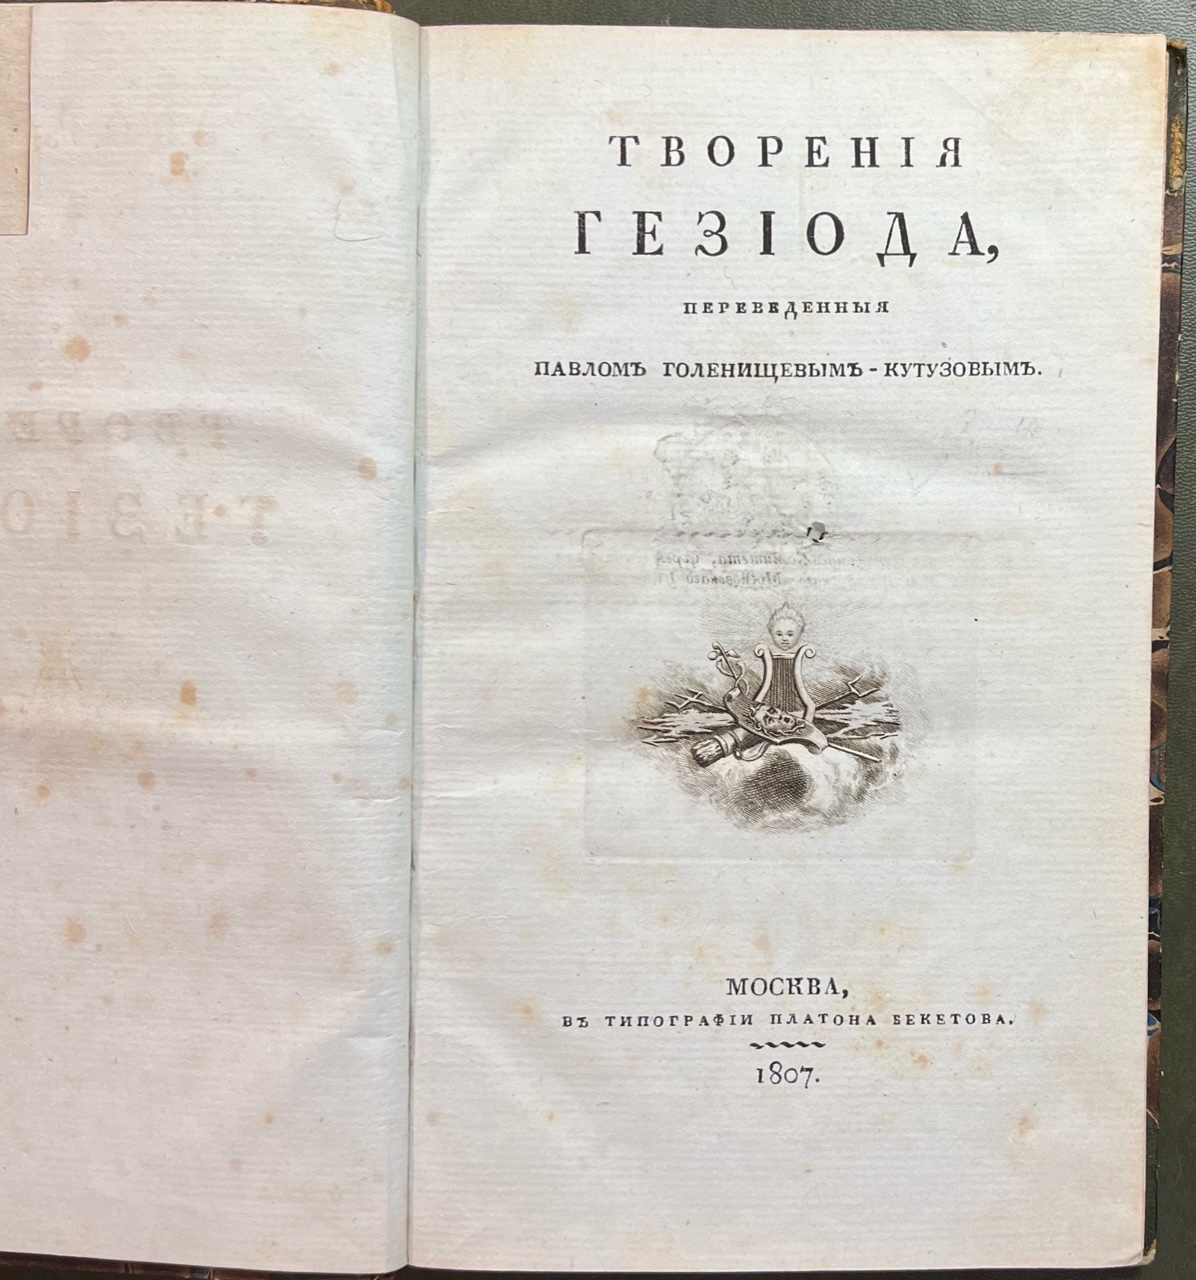 ТВОРЕНІЯ
ГЕЗІОДА,
ПЕРЕВЕДЕННЫЯ
ПАВЛОМЪ ГОЛЕНИЩЕВЫМЪ-КУТУЗОВЫМЪ.
МОСКВА,
ВЪ ТИПОГРАФІИ ПЛАТОНА БЕКЕТОВА.
1807.